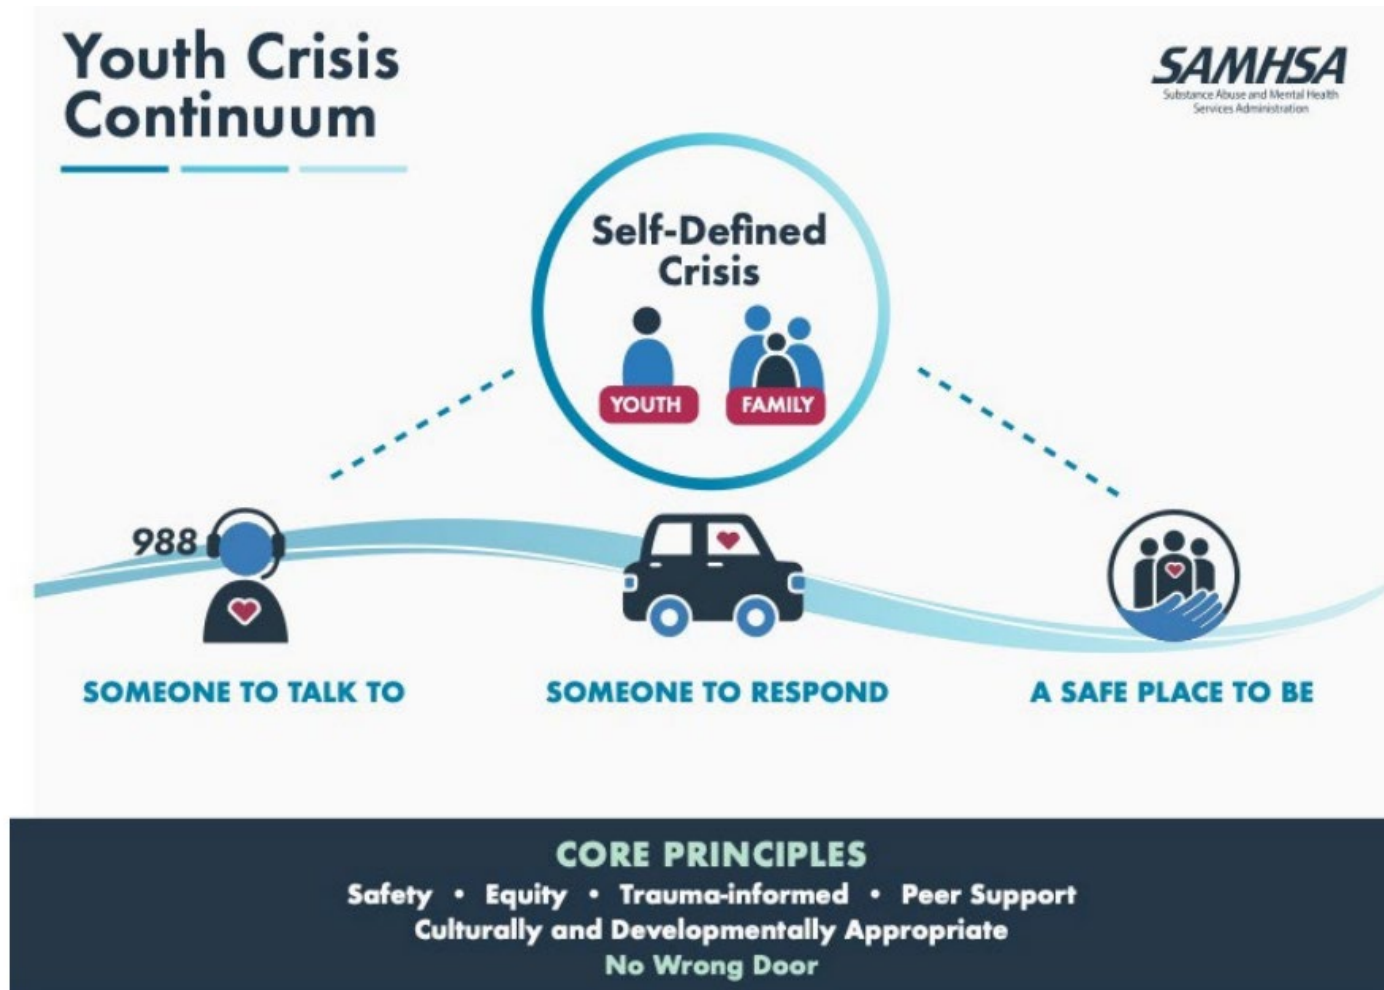 Youth Crisis
Continuum
SAMHSA
Substance Abuse and Mental Health
Services Administration
Self-Defined
Crisis
YOUTH
FAMILY
988
SOMEONE TO TALK TO
SOMEONE TO RESPOND
A SAFE PLACE TO BE
CORE PRINCIPLES
Safety • Equity • Trauma-informed • Peer Support
Culturally and Developmentally Appropriate
No Wrong Door